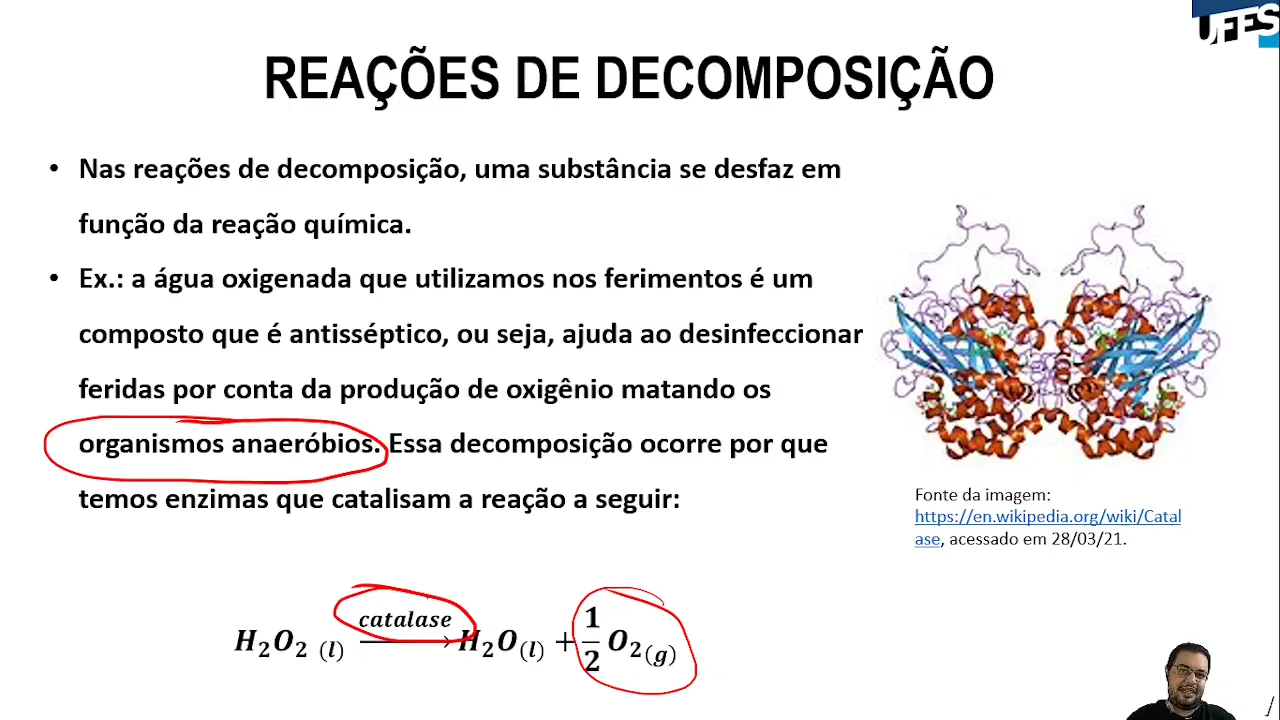 UFES
REAÇÕES DE DECOMPOSIÇÃO
• Nas reações de decomposição, uma substância se desfaz em
função da reação química.
• Ex.: a água oxigenada que utilizamos nos ferimentos é um
composto que é antisséptico, ou seja, ajuda ao desinfeccionar
feridas por conta da produção de oxigênio matando os
organismos anaeróbios. Essa decomposição ocorre por que
temos enzimas que catalisam a reação a seguir:
Fonte da imagem:
https://en.wikipedia.org/wiki/Catal
ase, acessado em 28/03/21.
catalase
H₂O₂ (l) → H₂O(l) + 1/2 O₂(g)
/